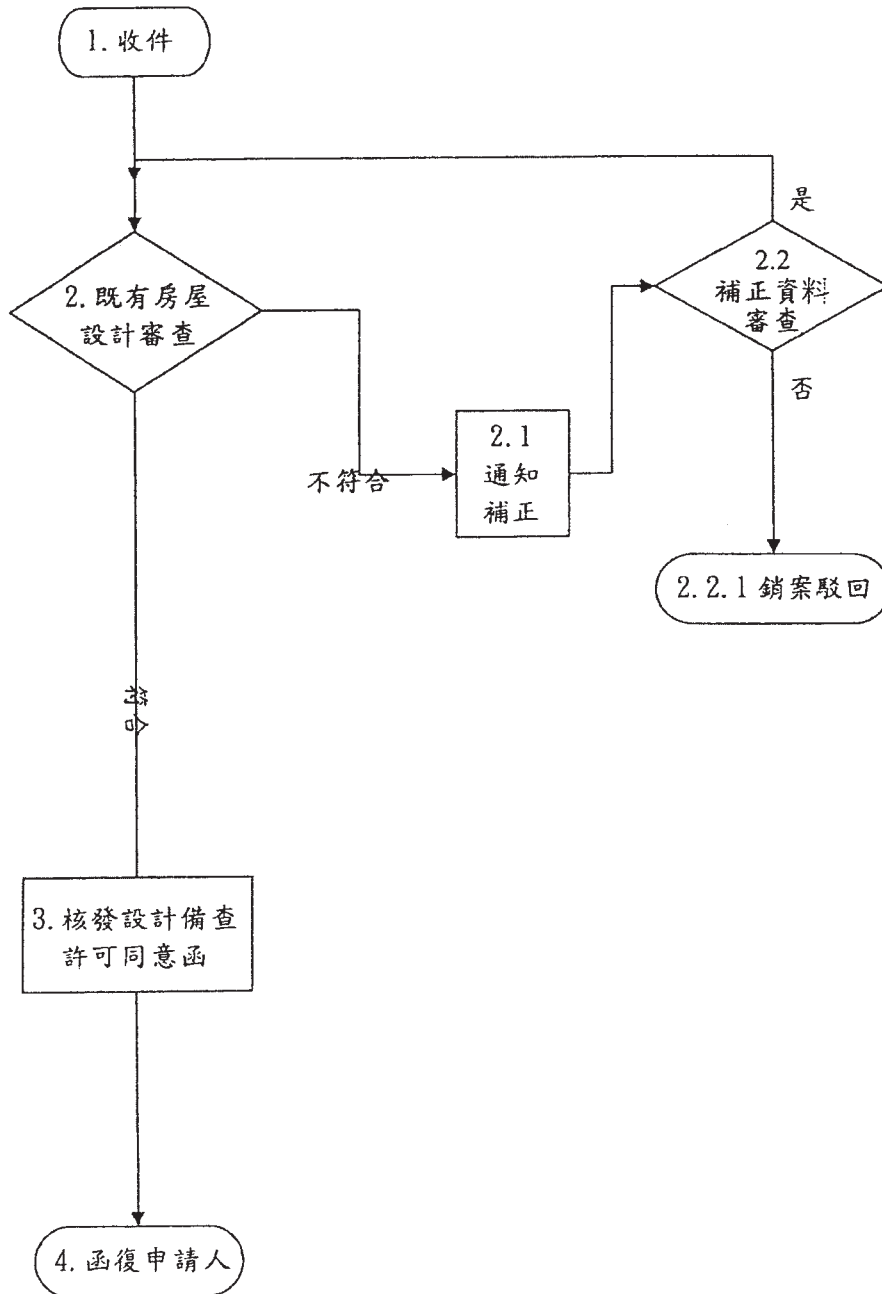 1.收件
是
2.既有房屋
設計審查
2.2
補正資料
審查
否
不符合
2.1
通知
補正
2.2.1銷案駁回
符合
3.核發設計備查
許可同意函
4.函復申請人